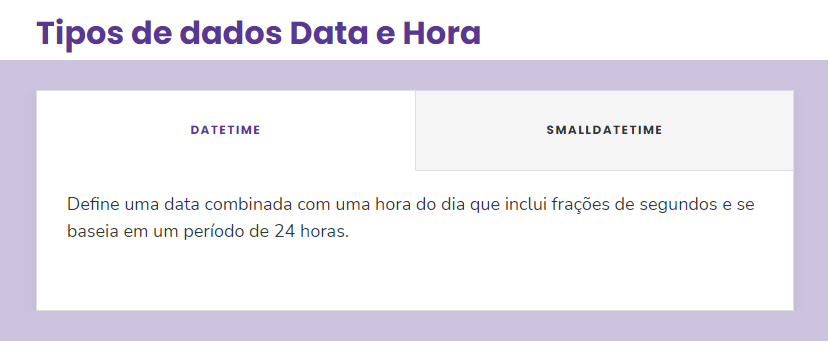 Tipos de dados Data e Hora
DATETIME
SMALLDATETIME
Define uma data combinada com uma hora do dia que inclui frações de segundos e se
baseia em um período de 24 horas.